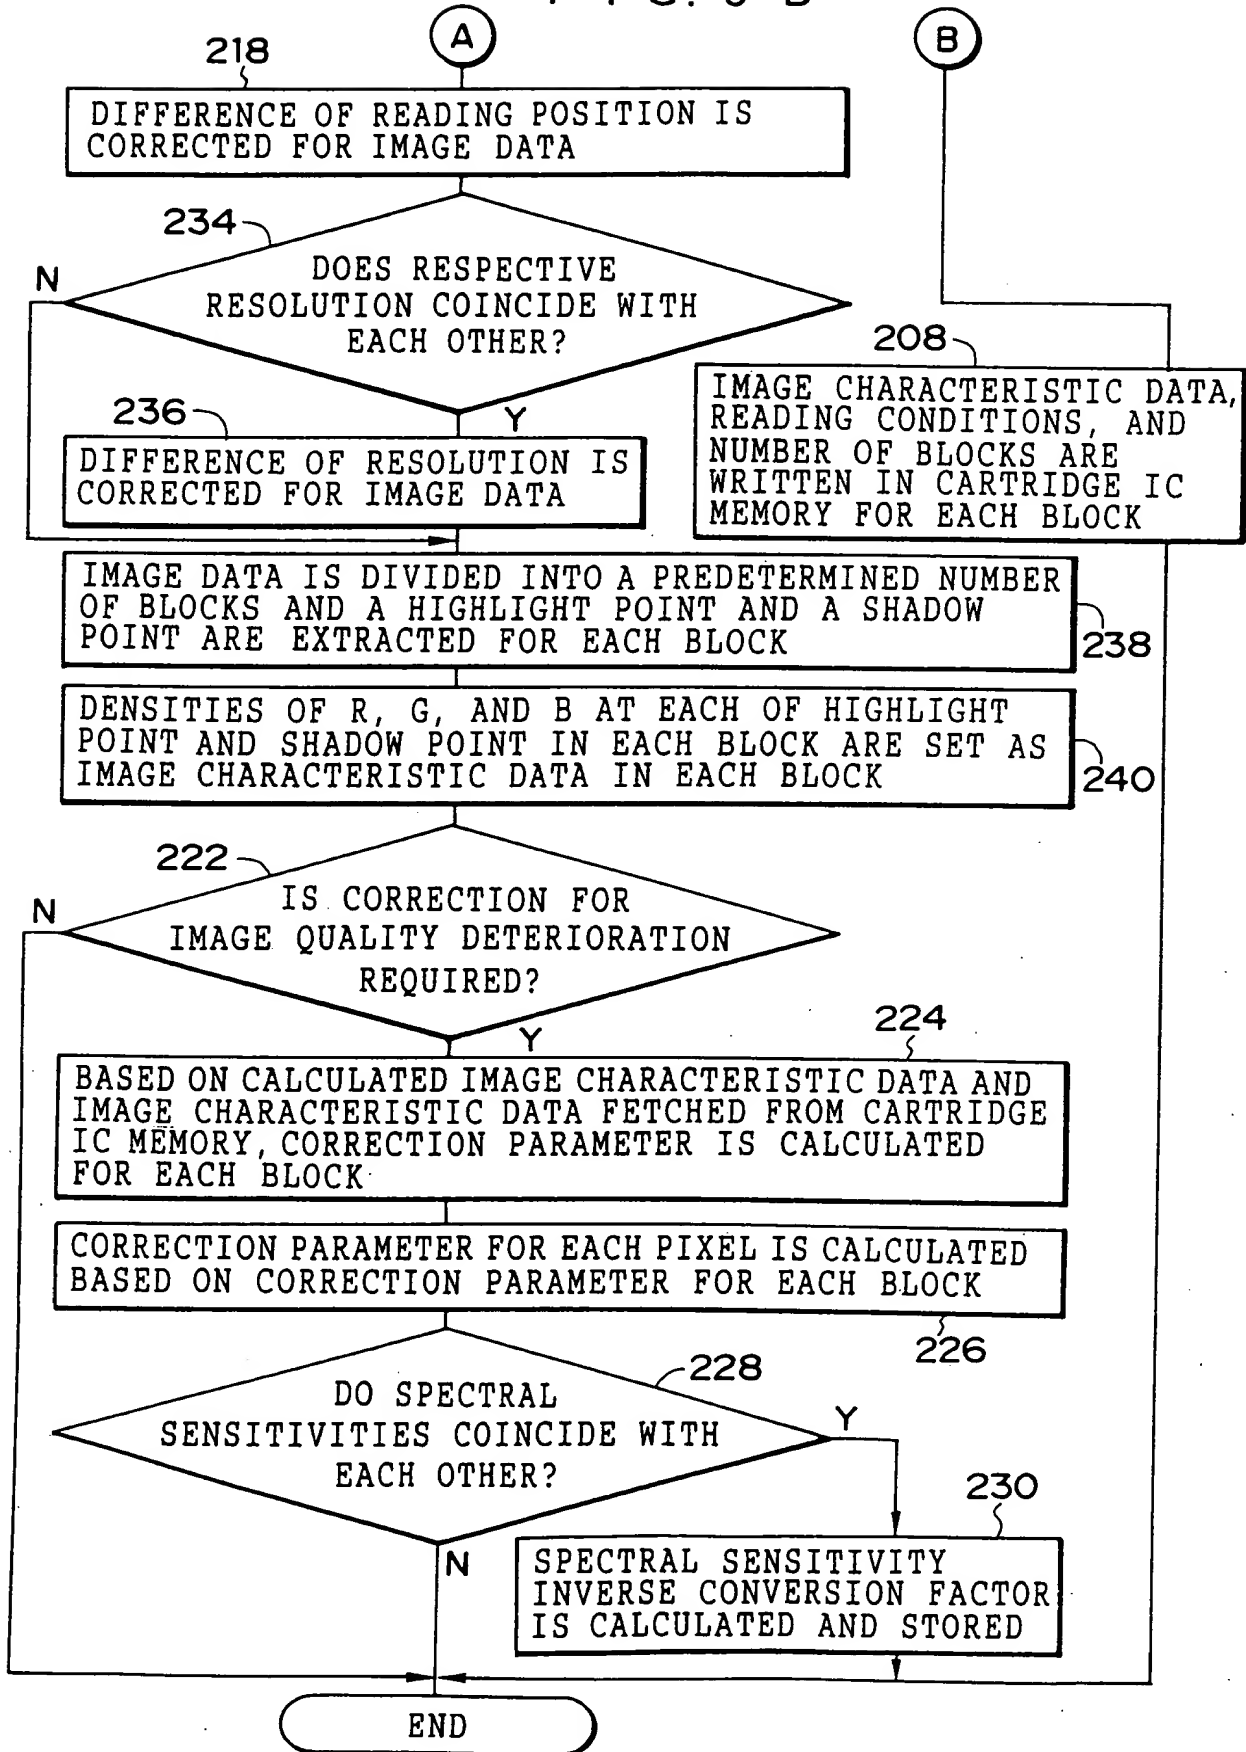 A
B
218
DIFFERENCE OF READING POSITION IS
CORRECTED FOR IMAGE DATA
234
N
DOES RESPECTIVE
RESOLUTION COINCIDE WITH
EACH OTHER?
Y
208
IMAGE CHARACTERISTIC DATA,
READING CONDITIONS, AND
NUMBER OF BLOCKS ARE
WRITTEN IN CARTRIDGE IC
MEMORY FOR EACH BLOCK
236
DIFFERENCE OF RESOLUTION IS
CORRECTED FOR IMAGE DATA
IMAGE DATA IS DIVIDED INTO A PREDETERMINED NUMBER
OF BLOCKS AND A HIGHLIGHT POINT AND A SHADOW
POINT ARE EXTRACTED FOR EACH BLOCK
238
DENSITIES OF R, G, AND B AT EACH OF HIGHLIGHT
POINT AND SHADOW POINT IN EACH BLOCK ARE SET AS
IMAGE CHARACTERISTIC DATA IN EACH BLOCK
240
222
N
IS CORRECTION FOR
IMAGE QUALITY DETERIORATION
REQUIRED?
Y
224
BASED ON CALCULATED IMAGE CHARACTERISTIC DATA AND
IMAGE CHARACTERISTIC DATA FETCHED FROM CARTRIDGE
IC MEMORY, CORRECTION PARAMETER IS CALCULATED
FOR EACH BLOCK
CORRECTION PARAMETER FOR EACH PIXEL IS CALCULATED
BASED ON CORRECTION PARAMETER FOR EACH BLOCK
226
228
DO SPECTRAL
SENSITIVITIES COINCIDE WITH
EACH OTHER?
Y
N
230
SPECTRAL SENSITIVITY
INVERSE CONVERSION FACTOR
IS CALCULATED AND STORED
END